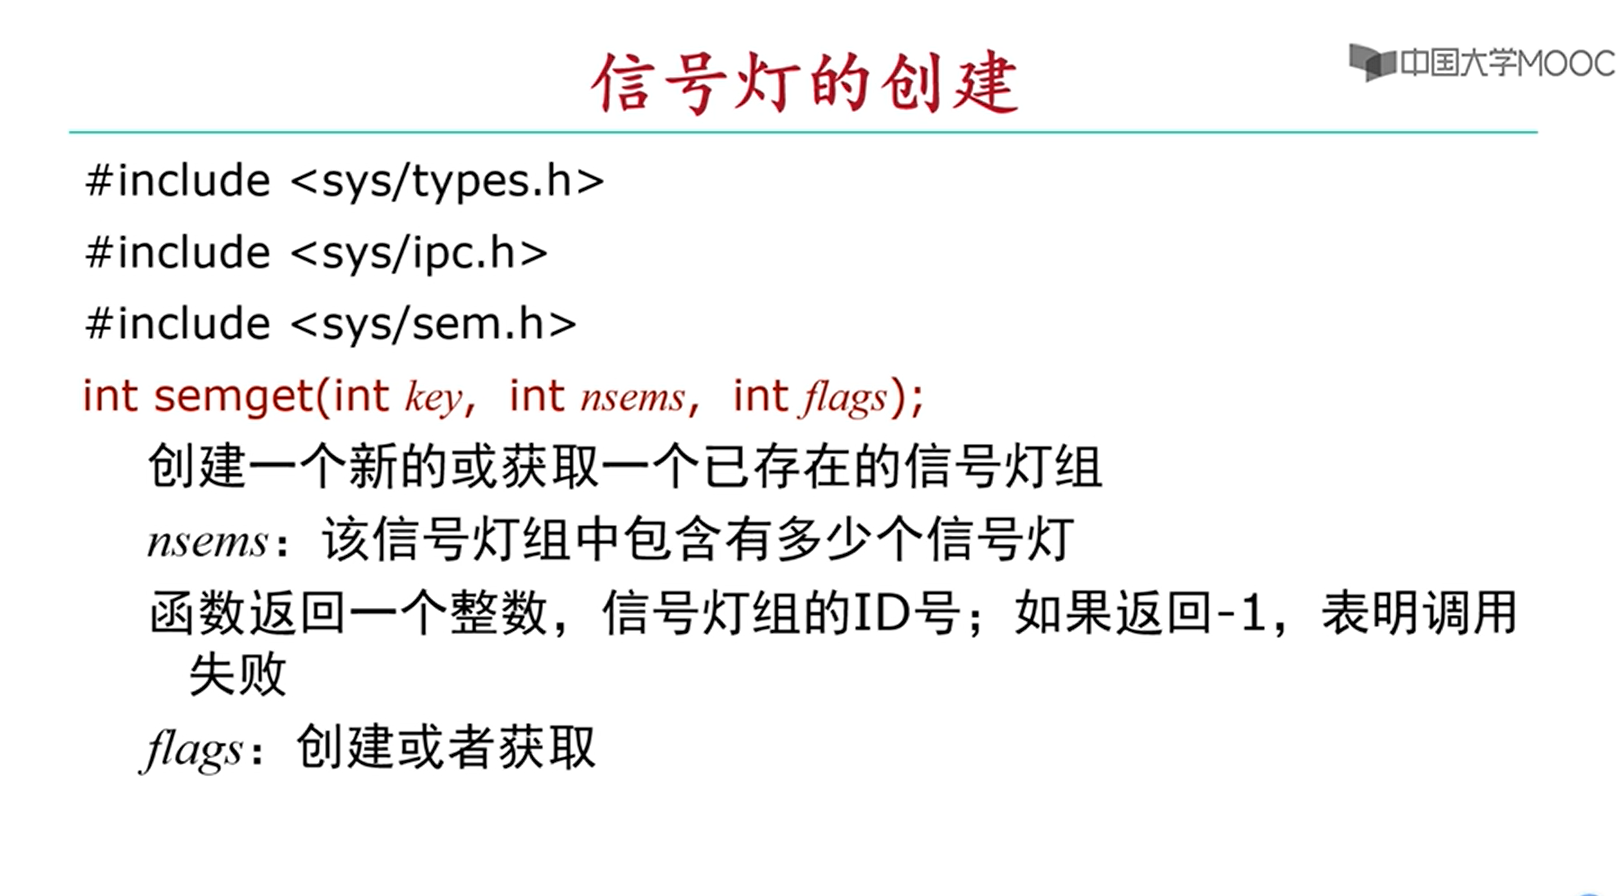 信号灯的创建
中国大学MOOC
#include <sys/types.h>
#include <sys/ipc.h>
#include <sys/sem.h>
int semget(int key, int nsems, int flags);
创建一个新的或获取一个已存在的信号灯组
nsems：该信号灯组中包含有多少个信号灯
函数返回一个整数，信号灯组的ID号；如果返回-1，表明调用
失败
flags：创建或者获取